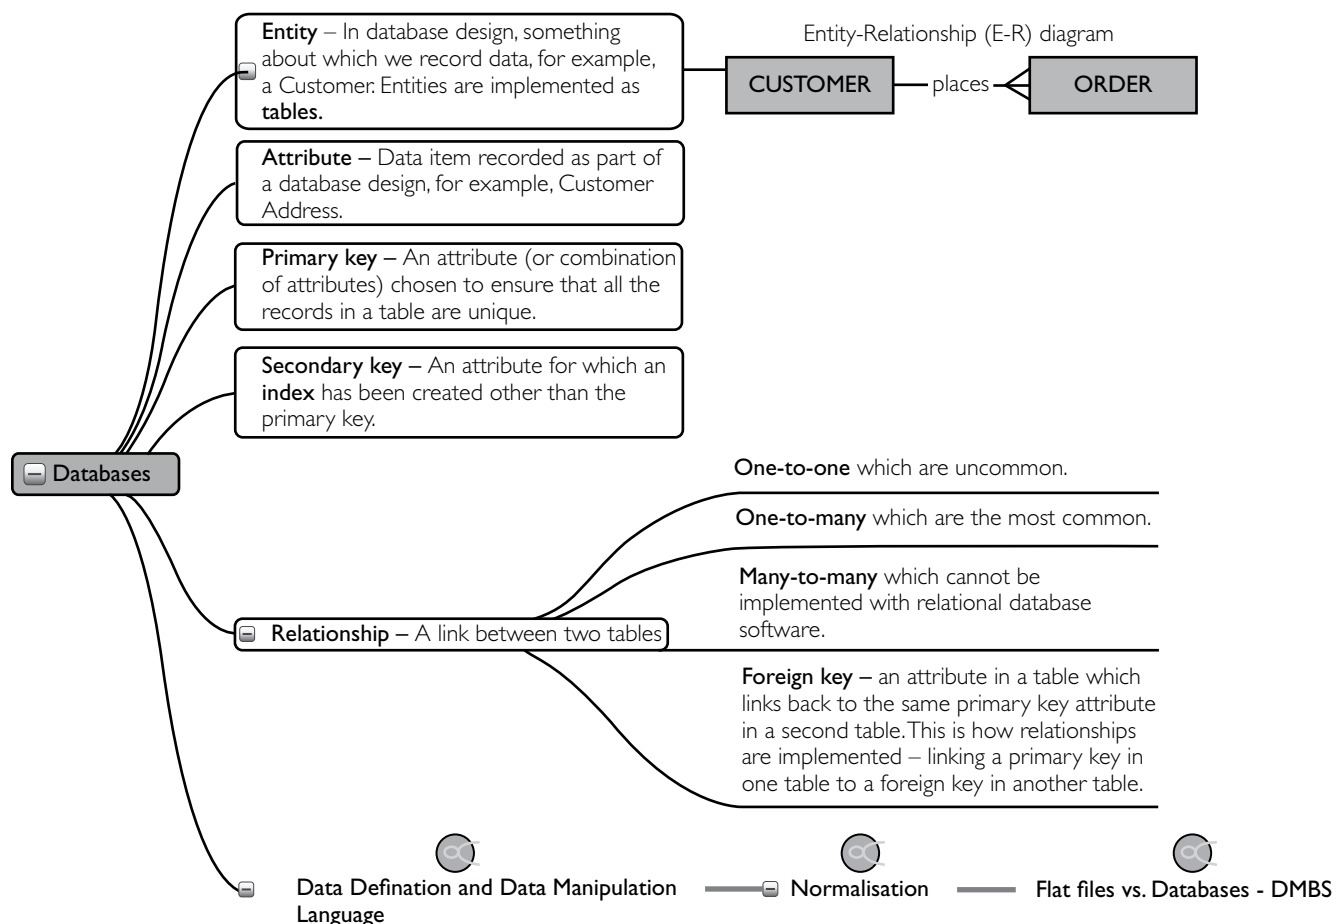 Entity – In database design, something
about which we record data, for example,
a Customer. Entities are implemented as
tables.
Entity-Relationship (E-R) diagram
CUSTOMER
places
ORDER
Attribute – Data item recorded as part of
a database design, for example, Customer
Address.
Primary key – An attribute (or combination
of attributes) chosen to ensure that all the
records in a table are unique.
Secondary key – An attribute for which an
index has been created other than the
primary key.
Databases
One-to-one which are uncommon.
One-to-many which are the most common.
Many-to-many which cannot be
implemented with relational database
software.
Relationship – A link between two tables
Foreign key – an attribute in a table which
links back to the same primary key attribute
in a second table. This is how relationships
are implemented – linking a primary key in
one table to a foreign key in another table.
Data Defination and Data Manipulation
Language
Normalisation
Flat files vs. Databases - DMBS